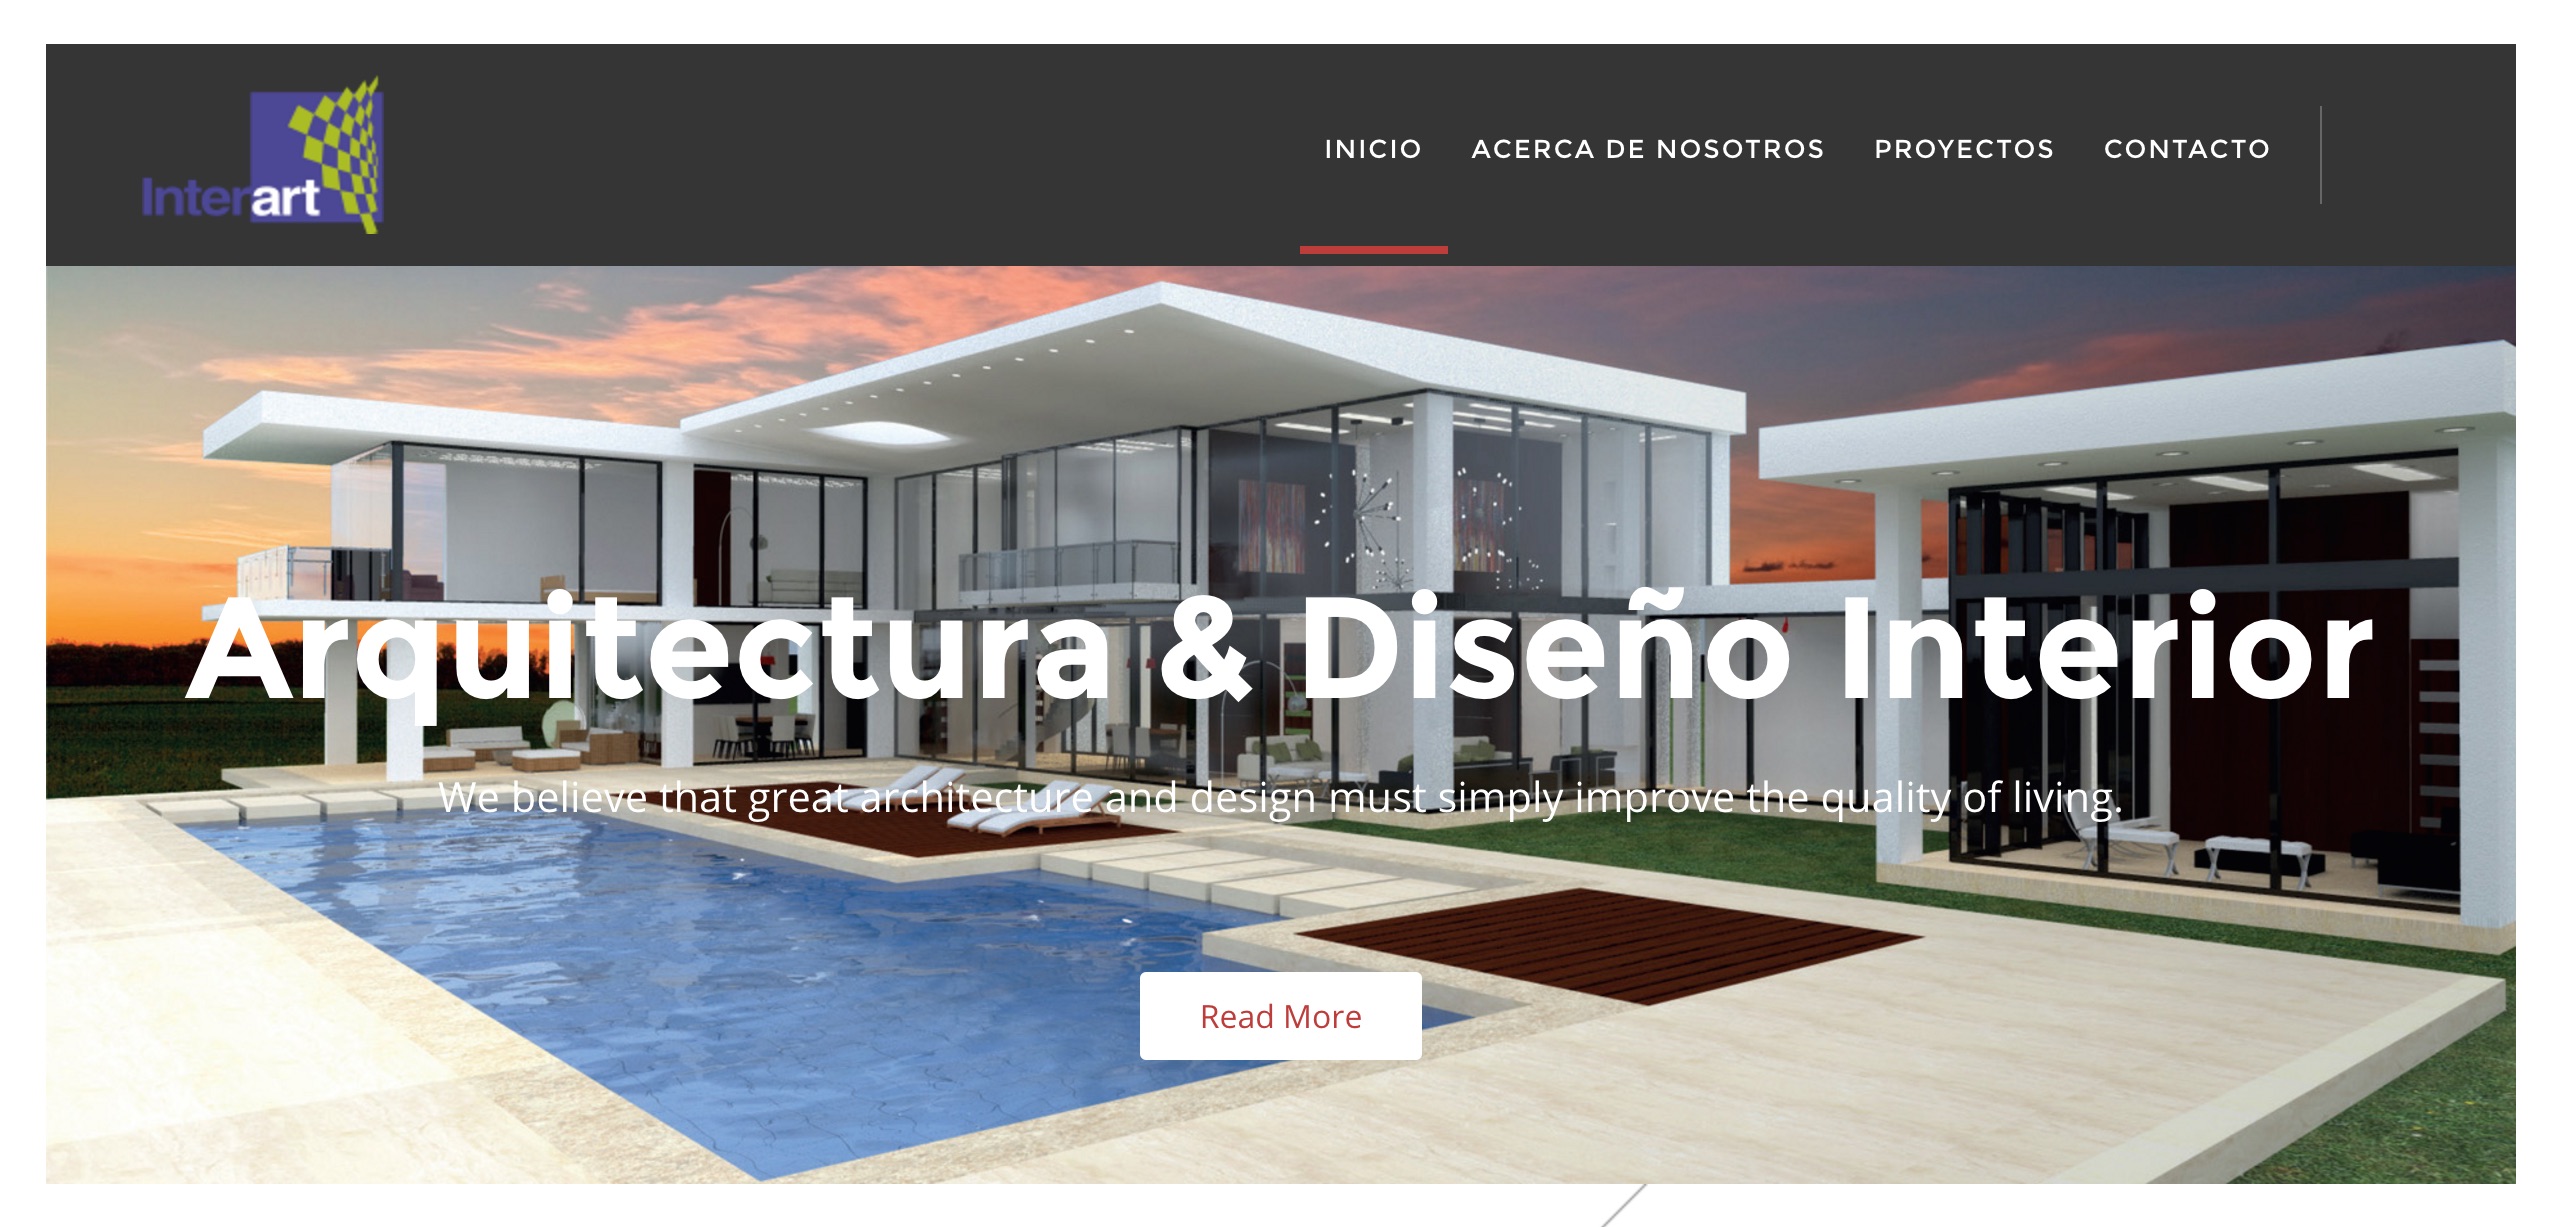 Interart
INICIO ACERCA DE NOSOTROS PROYECTOS CONTACTO
Arquitectura & Diseño Interior
We believe that great architecture and design must simply improve the quality of living.
Read More